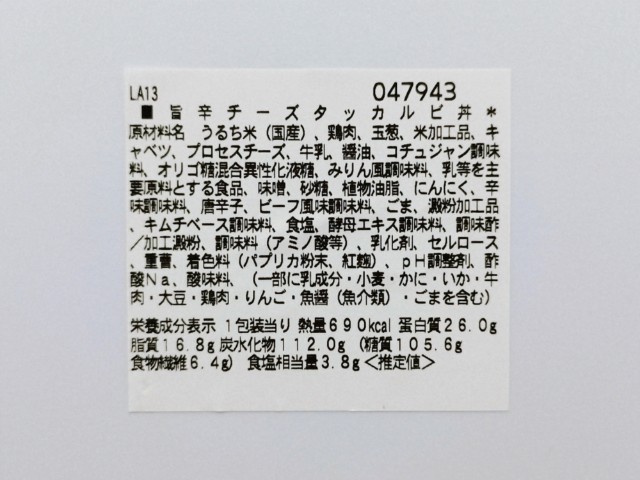 LA13 047943
■ 旨辛チーズタッカルビ丼＊
原材料名 うるち米（国産）、鶏肉、玉葱、米加工品、キ
ャベツ、プロセスチーズ、牛乳、醤油、コチュジャン調味
料、オリゴ糖混合異性化液糖、みりん風調味料、乳等を主
要原料とする食品、味噌、砂糖、植物油脂、にんにく、辛
味調味料、唐辛子、ビーフ風味調味料、ごま、澱粉加工品
、キムチベース調味料、食塩、酵母エキス調味料、調味酢
／加工澱粉、調味料（アミノ酸等）、乳化剤、セルロース
、重曹、着色料（パプリカ粉末、紅麹）、ｐＨ調整剤、酢
酸Ｎａ、酸味料、（一部に乳成分・小麦・かに・いか・牛
肉・大豆・鶏肉・りんご・魚醤（魚介類）・ごまを含む）
栄養成分表示 1包装当り 熱量690kcal 蛋白質26.0g
脂質16.8g 炭水化物112.0g (糖質105.6g
食物繊維6.4g) 食塩相当量3.8g <推定値>